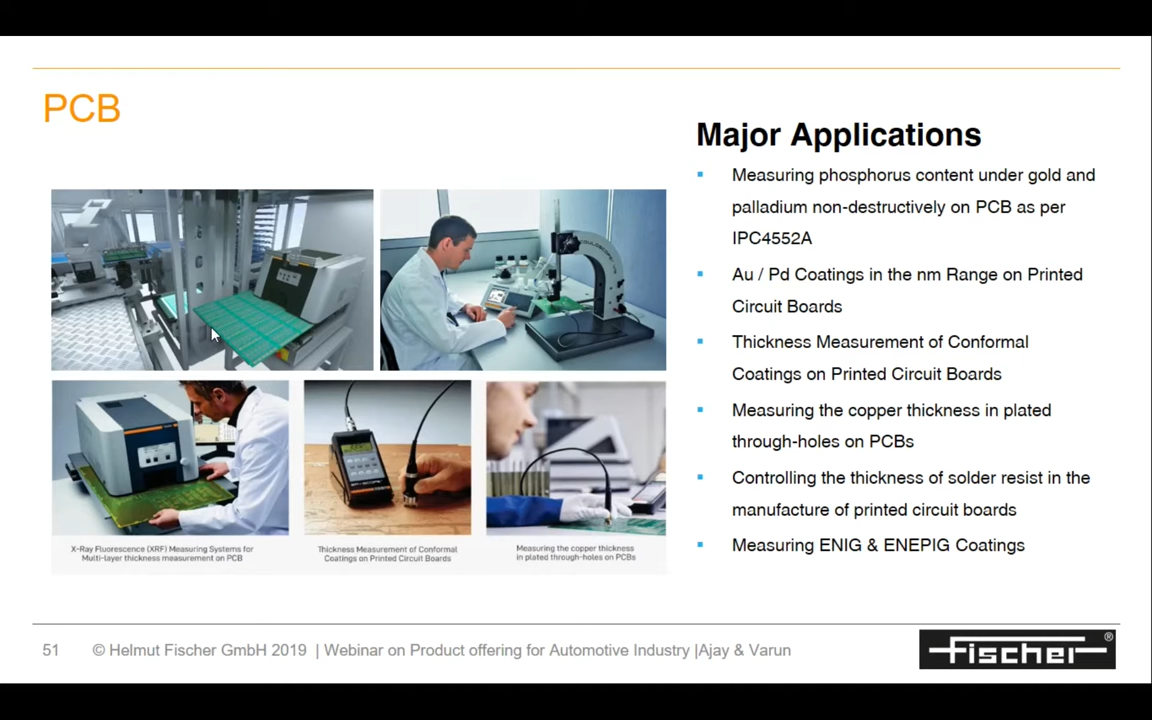 PCB
Major Applications
Measuring phosphorus content under gold and
palladium non-destructively on PCB as per
IPC4552A
Au / Pd Coatings in the nm Range on Printed
Circuit Boards
Thickness Measurement of Conformal
Coatings on Printed Circuit Boards
Measuring the copper thickness in plated
through-holes on PCBs
Controlling the thickness of solder resist in the
manufacture of printed circuit boards
Measuring ENIG & ENEPIG Coatings
X-Ray Fluorescence (XRF) Measuring Systems for
Multi-layer thickness measurement on PCB
Thickness Measurement of Conformal
Coatings on Printed Circuit Boards
Measuring the copper thickness
in plated through-holes on PCBs
51 © Helmut Fischer GmbH 2019 | Webinar on Product offering for Automotive Industry |Ajay & Varun
fischer®